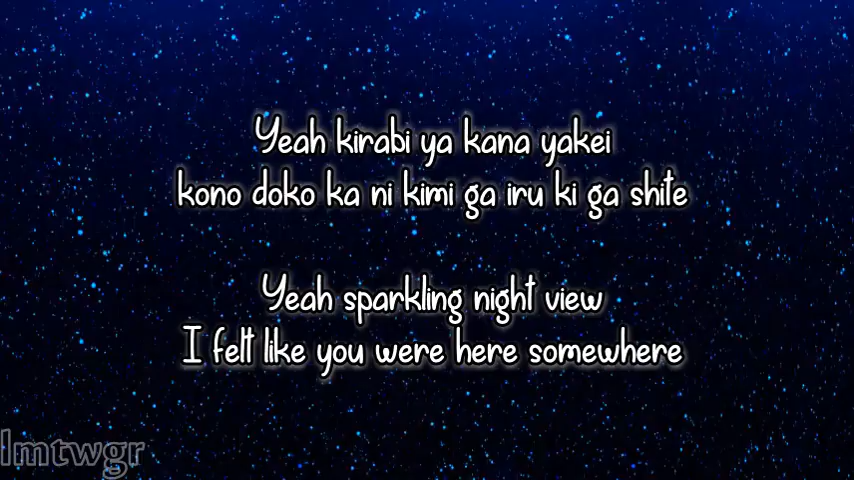 Yeah kirabi ya kana yakei
kono doko ka ni kimi ga iru ki ga shite
Yeah sparkling night view
I felt like you were here somewhere
lmtwgr